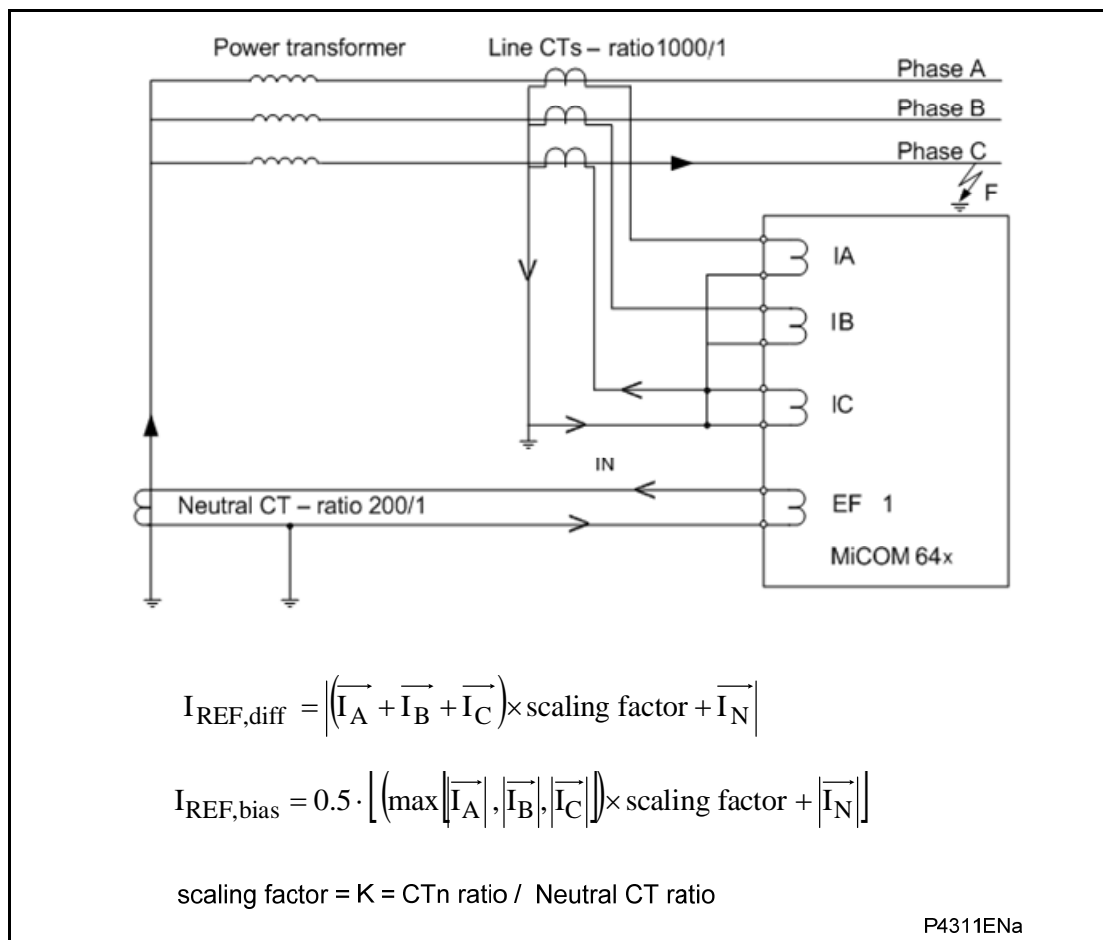 Power transformer
Line CTs – ratio 1000/1
Phase A
Phase B
Phase C
F
IA
IB
IC
IN
Neutral CT – ratio 200/1
EF 1
MiCOM 64x
I_REF,diff = |(I_A + I_B + I_C) × scaling factor + I_N|
I_REF,bias = 0.5 · [(max[|I_A|, |I_B|, |I_C|]) × scaling factor + |I_N|]
scaling factor = K = CTn ratio / Neutral CT ratio
P4311ENa